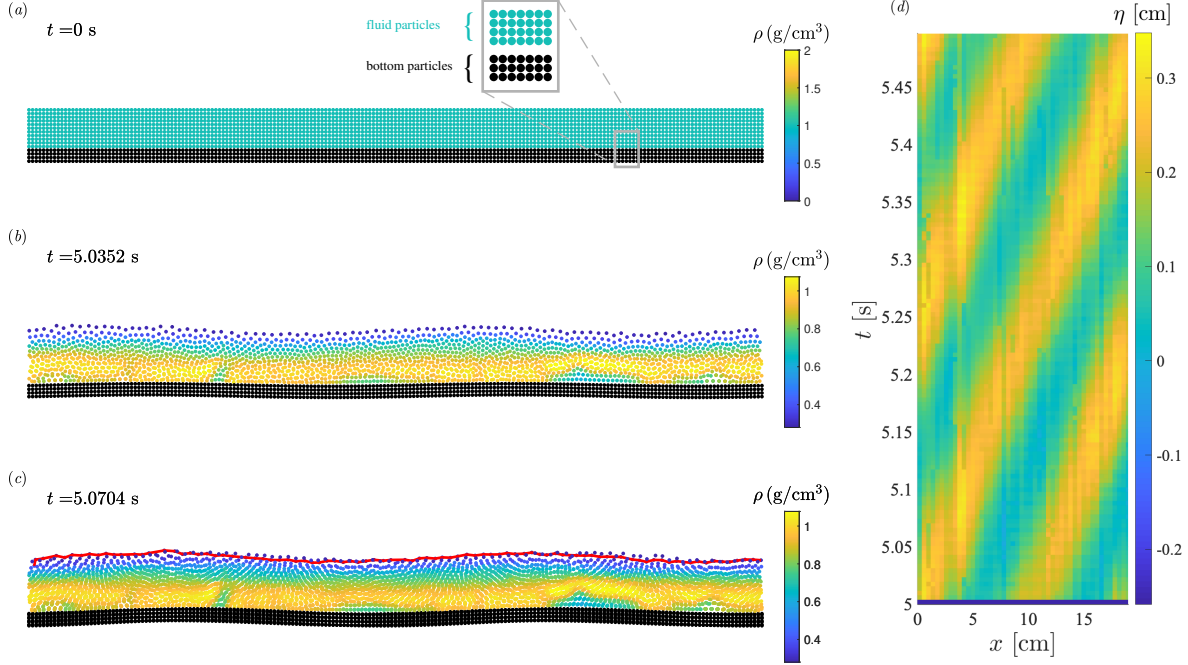 (a)
t =0 s
fluid particles
bottom particles
ρ (g/cm³)
2
1.5
1
0.5
0
(b)
t =5.0352 s
ρ (g/cm³)
1
0.8
0.6
0.4
(c)
t =5.0704 s
ρ (g/cm³)
1
0.8
0.6
0.4
(d)
η [cm]
t [s]
5.45
5.4
5.35
5.3
5.25
5.2
5.15
5.1
5.05
5
0 5 10 15
x [cm]
0.3
0.2
0.1
0
-0.1
-0.2